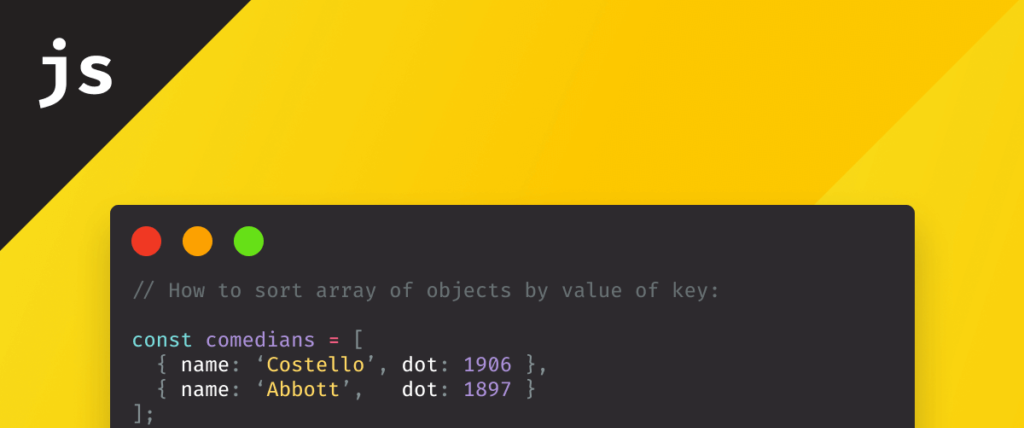 js
// How to sort array of objects by value of key:
const comedians = [
  { name: ‘Costello’, dot: 1906 },
  { name: ‘Abbott’,   dot: 1897 }
];